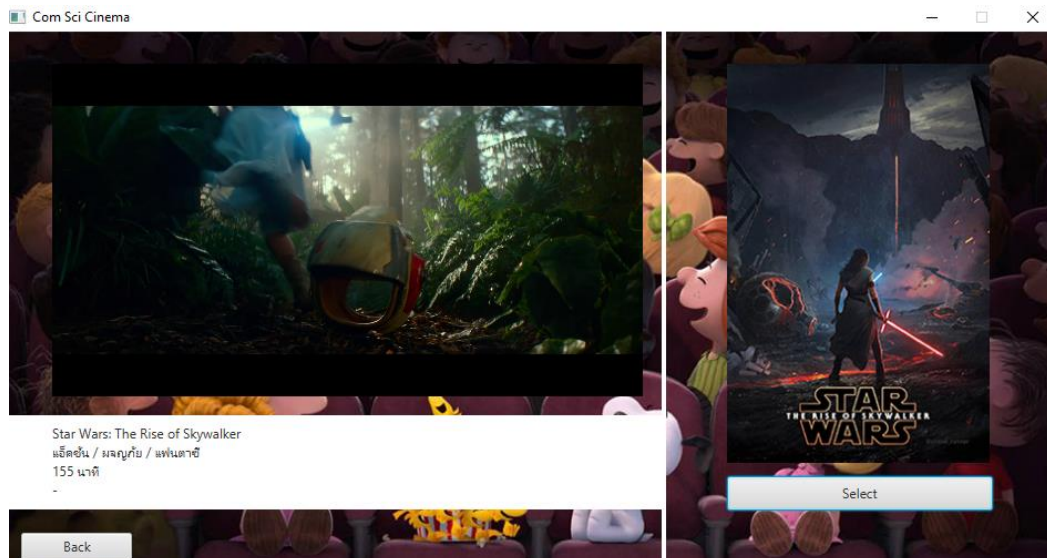 Com Sci Cinema
Star Wars: The Rise of Skywalker
แอ็คชั่น / ผจญภัย / แฟนตาซี
155 นาที
-
Back
STAR
THE RISE OF SKYWALKER
WARS
Select